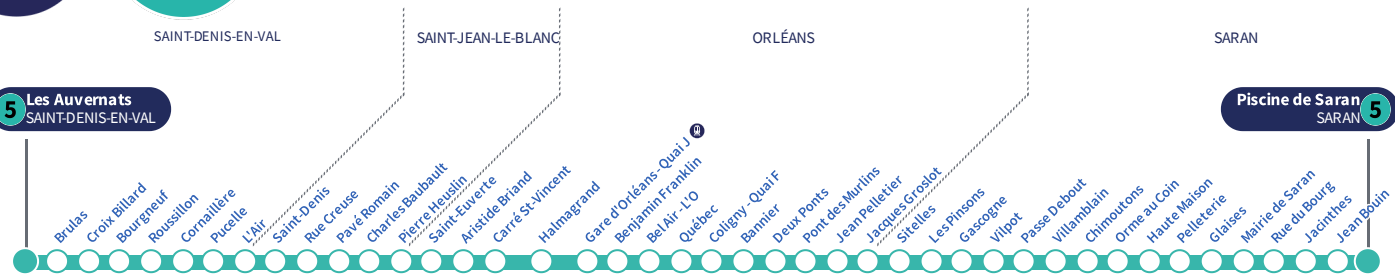 SAINT-DENIS-EN-VAL
SAINT-JEAN-LE-BLANC
ORLÉANS
SARAN
5
Les Auvernats
SAINT-DENIS-EN-VAL
Piscine de Saran
SARAN
5
Brulas
Croix Billard
Bourgneuf
Roussillon
Cornaillère
Pucelle
L'Air
Saint-Denis
Rue Creuse
Pavé Romain
Charles Baubault
Pierre Heuslin
Saint-Euverte
Aristide Briand
Carré St-Vincent
Halmagrand
Gare d'Orléans - Quai J
Benjamin Franklin
Bel Air - L'O
Québec
Coligny - Quai F
Bannier
Deux Ponts
Pont des Murlins
Jean Pelletier
Jacques Groslot
Sitelles
Les Pinsons
Gascogne
Vilpot
Passe Debout
Villamblain
Chimoutons
Orme au Coin
Haute Maison
Pelleterie
Glaises
Mairie de Saran
Rue du Bourg
Jacinthes
Jean Bouin